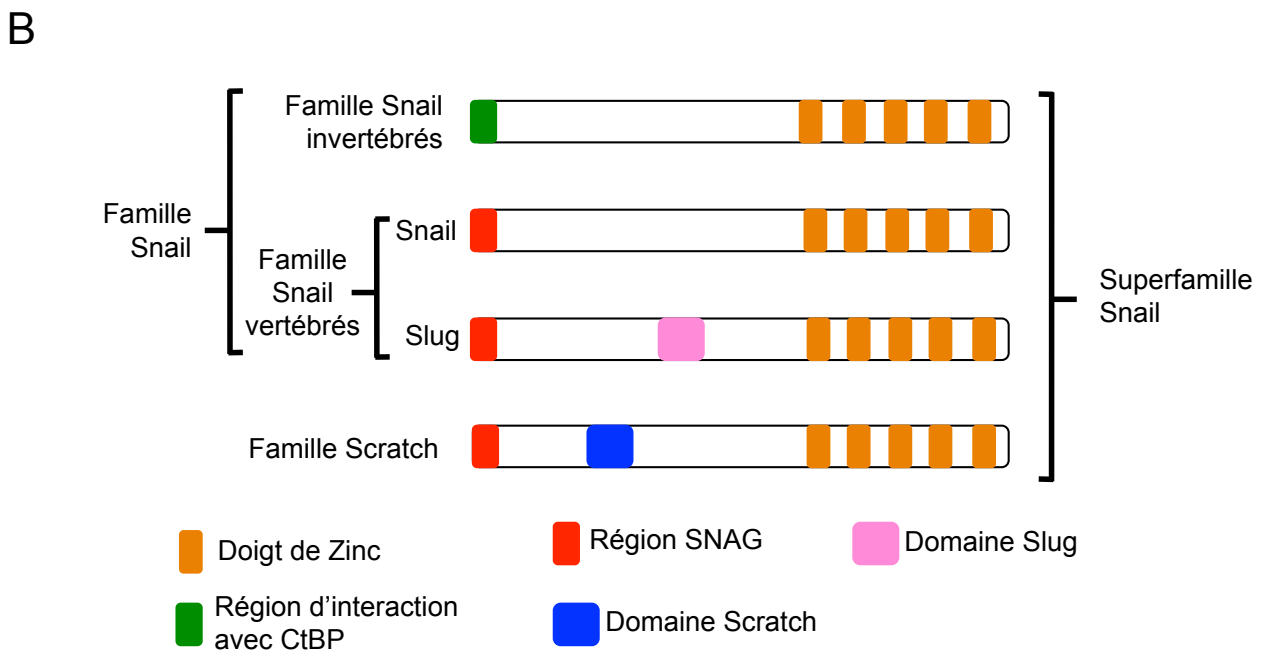 B
Famille Snail
invertébrés
Famille
Snail
Snail
Famille
Snail
vertébrés
Slug
Superfamille
Snail
Famille Scratch
Doigt de Zinc
Région SNAG
Domaine Slug
Région d'interaction
avec CtBP
Domaine Scratch